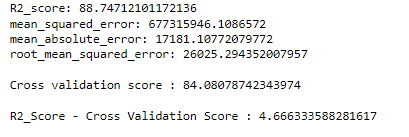 R2_score: 88.74712101172136
mean_squared_error: 677315946.1086572
mean_absolute_error: 17181.10772079772
root_mean_squared_error: 26025.294352007957
Cross validation score : 84.08078742343974
R2_Score - Cross Validation Score : 4.666333588281617